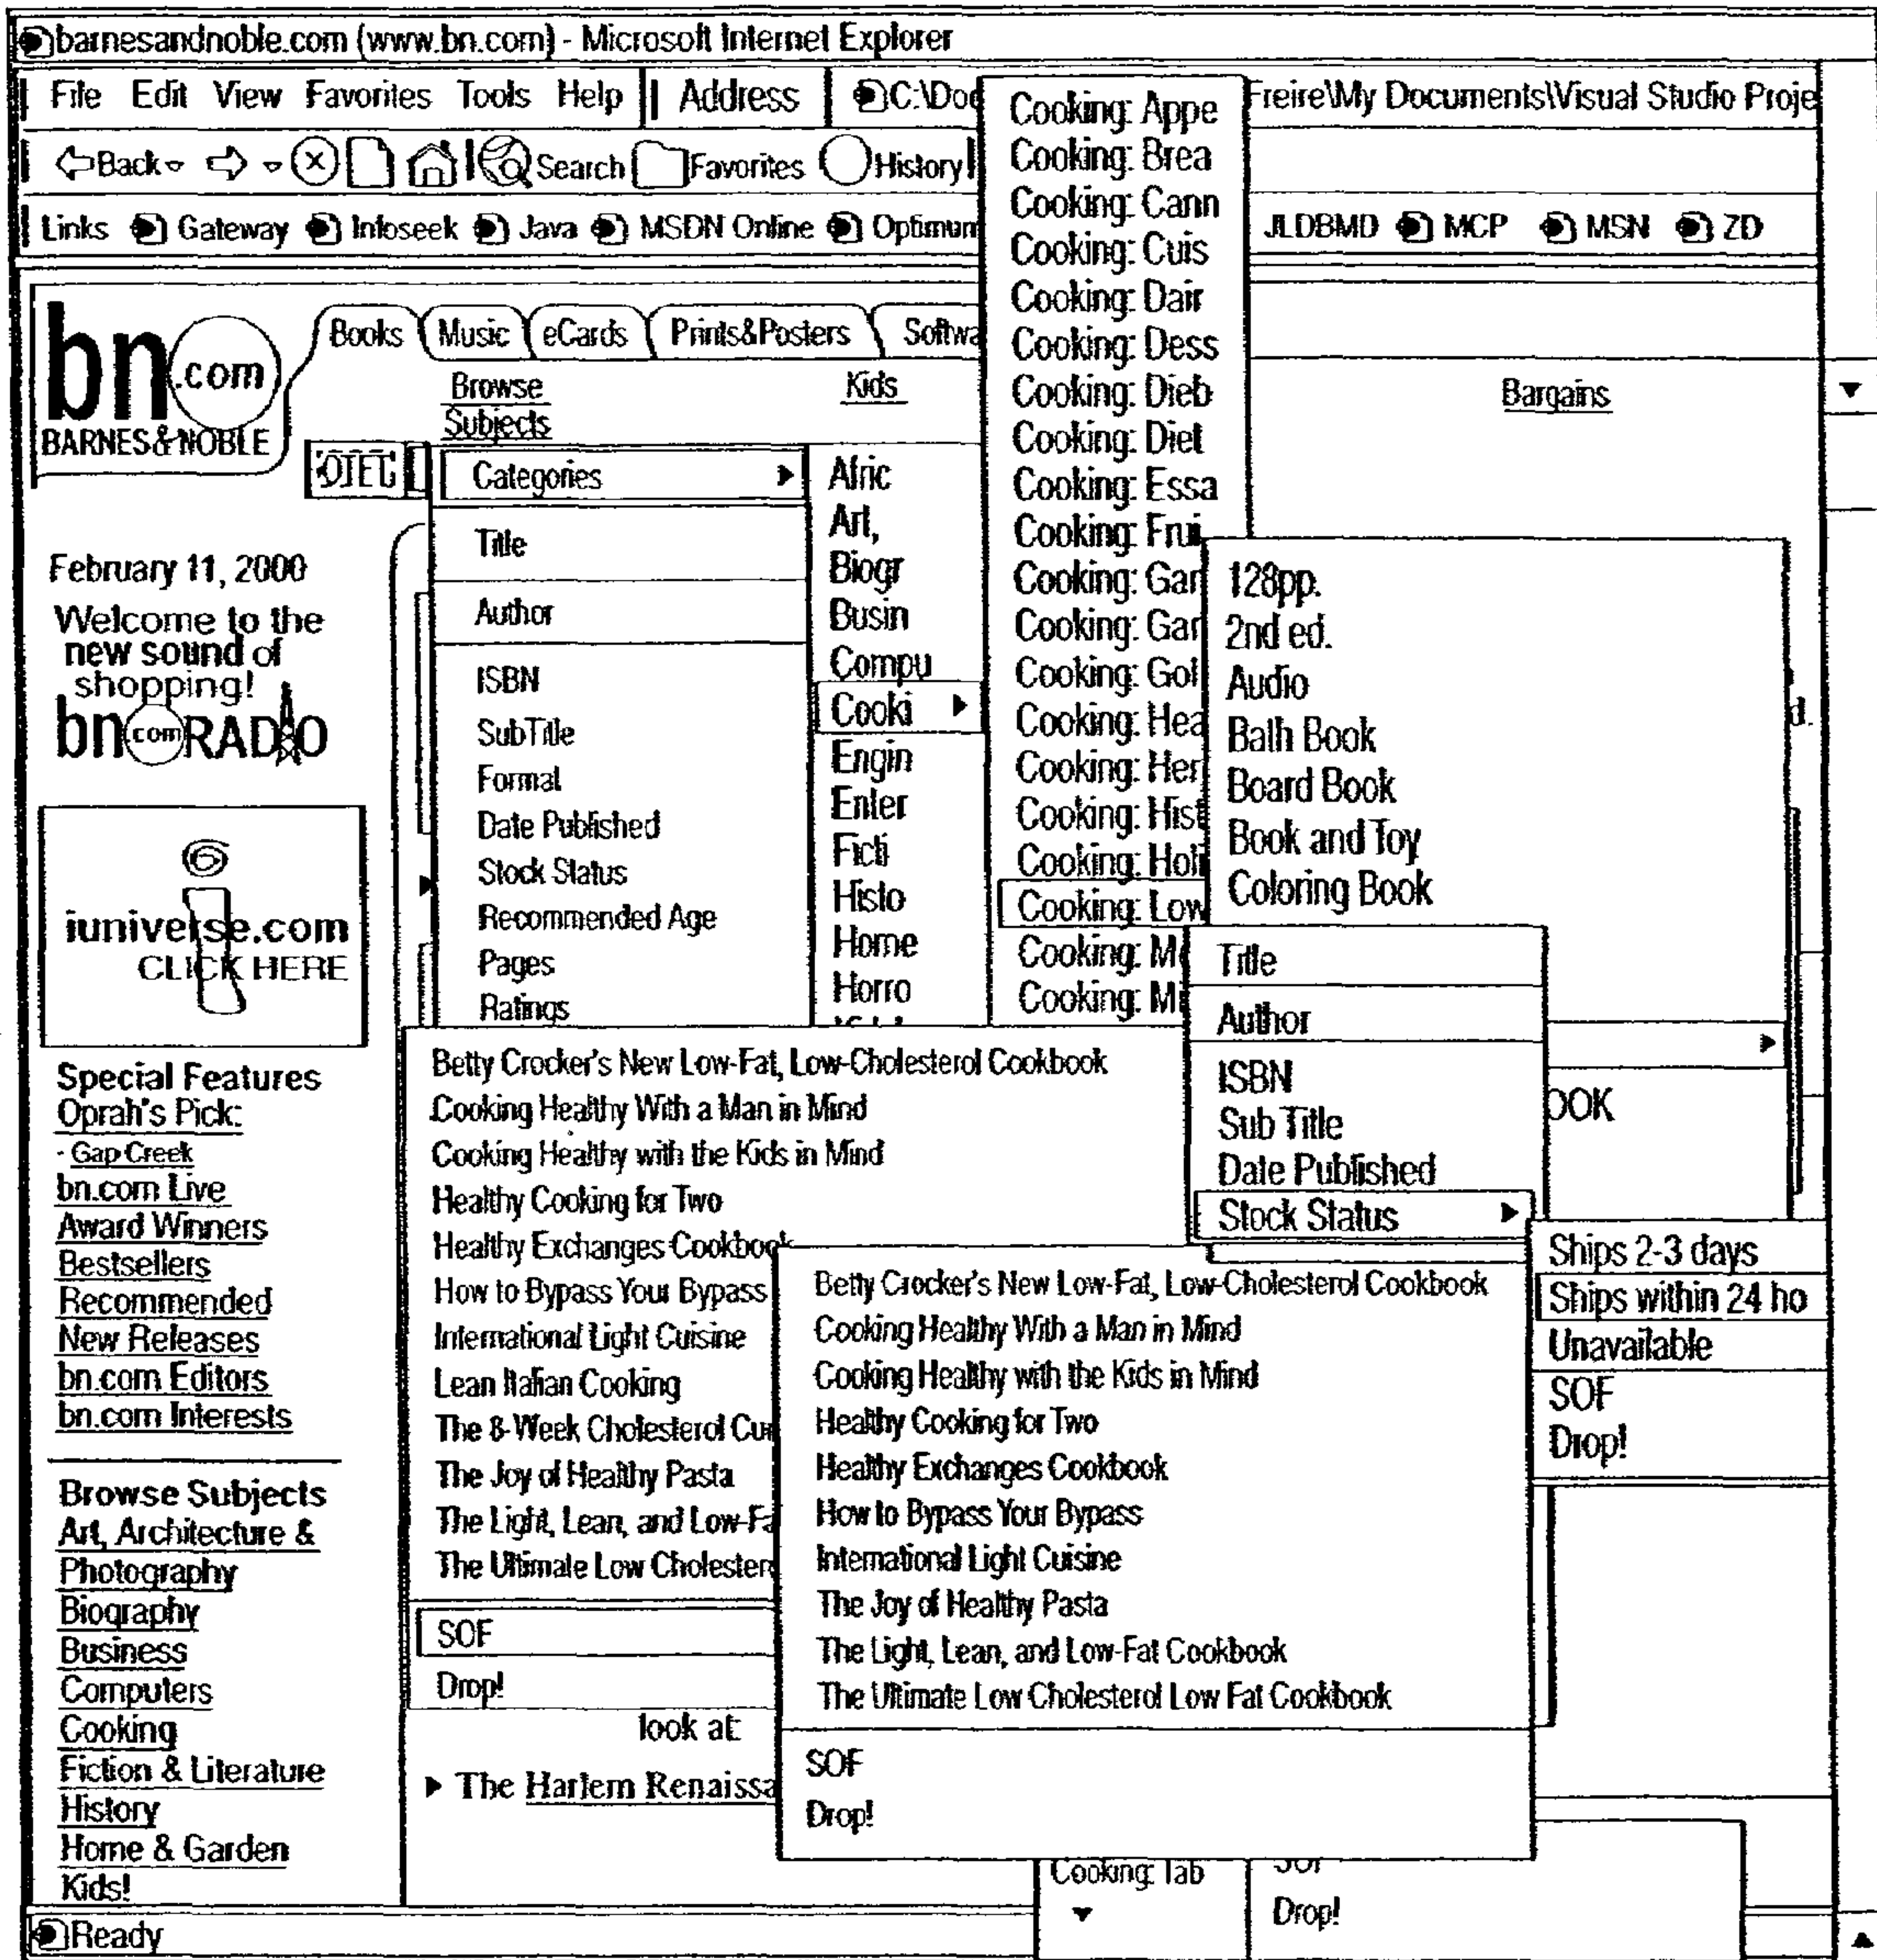 barnesandnoble.com (www.bn.com) - Microsoft Internet Explorer
File Edit View Favorites Tools Help Address C:\Doc Freire\My Documents\Visual Studio Proje
Back Search Favorites History
Links Gateway Infoseek Java MSDN Online Optimum JLDBMD MCP MSN ZD
bn.com
BARNES&NOBLE
Books Music eCards Prints&Posters Softwa
Browse
Subjects
Kids
Bargains
February 11, 2000
Welcome to the
new sound of
shopping!
bn.com RADIO
iuniverse.com
CLICK HERE
Special Features
Oprah's Pick:
- Gap Creek
bn.com Live
Award Winners
Bestsellers
Recommended
New Releases
bn.com Editors
bn.com Interests
Browse Subjects
Art, Architecture &
Photography
Biography
Business
Computers
Cooking
Fiction & Literature
History
Home & Garden
Kids!
Categories
Title
Author
ISBN
SubTitle
Format
Date Published
Stock Status
Recommended Age
Pages
Ratings
Afric
Art,
Biogr
Busin
Compu
Cooki
Engin
Enter
Ficti
Histo
Home
Horro
Cooking: Appe
Cooking: Brea
Cooking: Cann
Cooking: Cuis
Cooking: Dair
Cooking: Dess
Cooking: Dieb
Cooking: Diet
Cooking: Essa
Cooking: Frui
Cooking: Gar
Cooking: Gar
Cooking: Gol
Cooking: Hea
Cooking: Her
Cooking: Hist
Cooking: Holi
Cooking: Low
Cooking: M
Cooking: Mi
128pp.
2nd ed.
Audio
Bath Book
Board Book
Book and Toy
Coloring Book
d.
Title
Author
ISBN
Sub Title
Date Published
Stock Status
OOK
Ships 2-3 days
Ships within 24 ho
Unavailable
SOF
Drop!
Betty Crocker's New Low-Fat, Low-Cholesterol Cookbook
Cooking Healthy With a Man in Mind
Cooking Healthy with the Kids in Mind
Healthy Cooking for Two
Healthy Exchanges Cookbook
How to Bypass Your Bypass
International Light Cuisine
Lean Italian Cooking
The 8-Week Cholesterol Cur
The Joy of Healthy Pasta
The Light, Lean, and Low-Fa
The Ultimate Low Cholestero
SOF
Drop!
look at:
The Harlem Renaissa
Betty Crocker's New Low-Fat, Low-Cholesterol Cookbook
Cooking Healthy With a Man in Mind
Cooking Healthy with the Kids in Mind
Healthy Cooking for Two
Healthy Exchanges Cookbook
How to Bypass Your Bypass
International Light Cuisine
The Joy of Healthy Pasta
The Light, Lean, and Low-Fat Cookbook
The Ultimate Low Cholesterol Low Fat Cookbook
SOF
Drop!
Cooking: Tab
SOF
Drop!
Ready